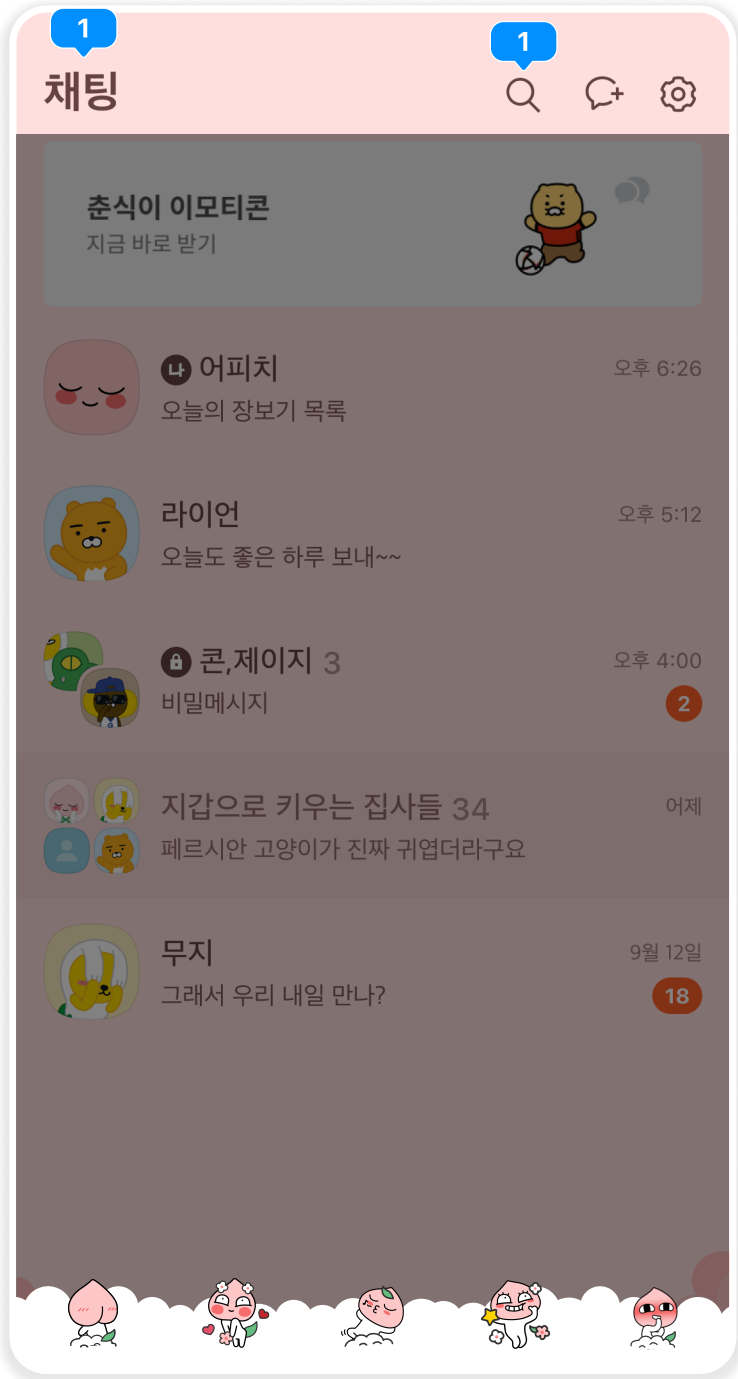 1
1
채팅
춘식이 이모티콘
지금 바로 받기
나 어피치
오후 6:26
오늘의 장보기 목록
라이언
오후 5:12
오늘도 좋은 하루 보내~~
콘,제이지 3
오후 4:00
비밀메시지
2
지갑으로 키우는 집사들 34
어제
페르시안 고양이가 진짜 귀엽더라구요
무지
9월 12일
그래서 우리 내일 만나?
18